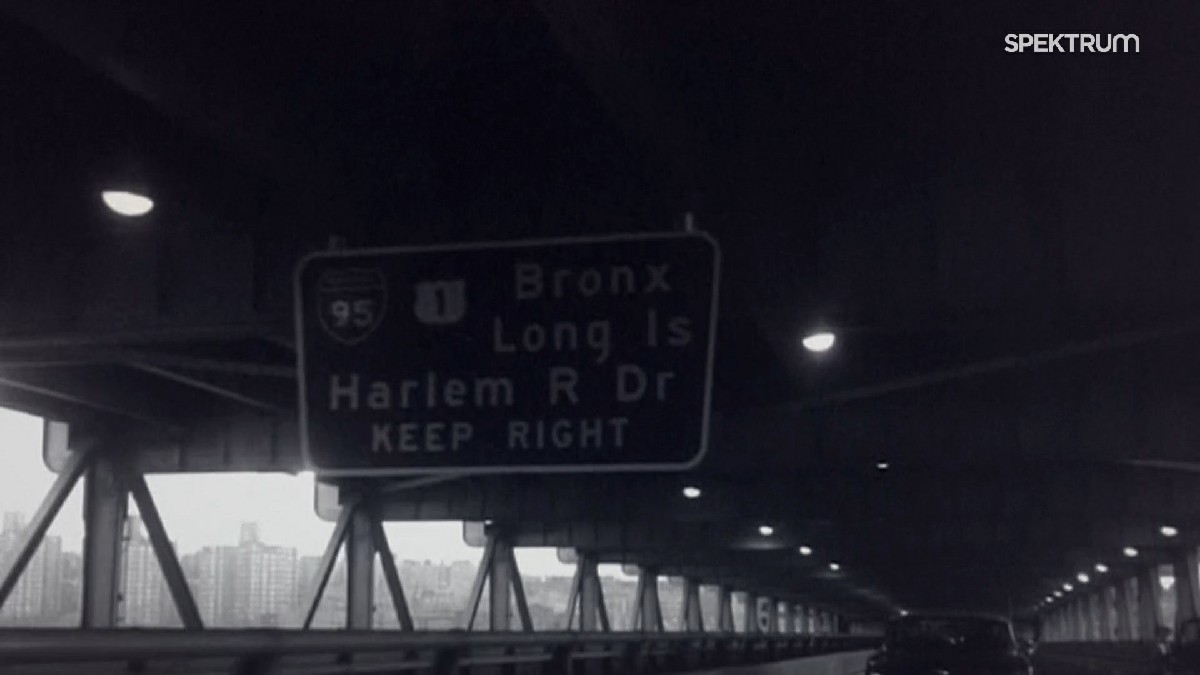 SPEKTRUM
95 1 Bronx
Long Is
Harlem R Dr
KEEP RIGHT